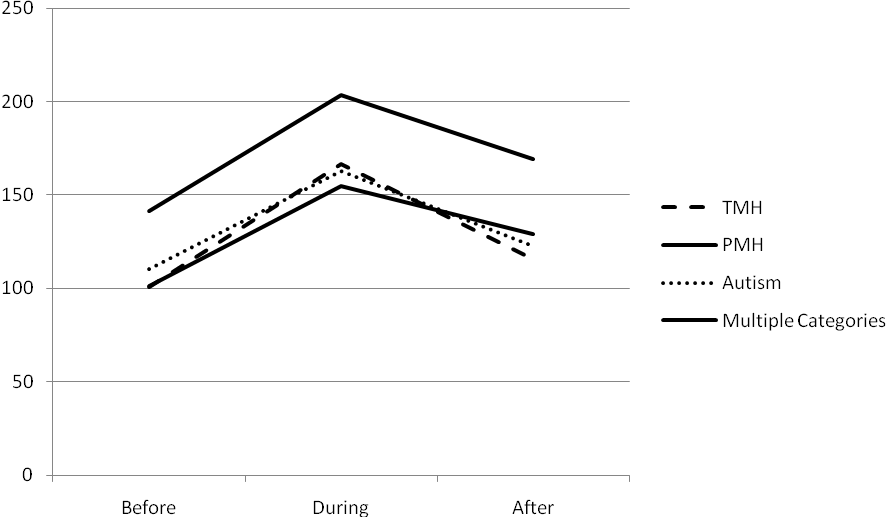 250
200
150
100
50
0
Before During After
TMH
PMH
Autism
Multiple Categories